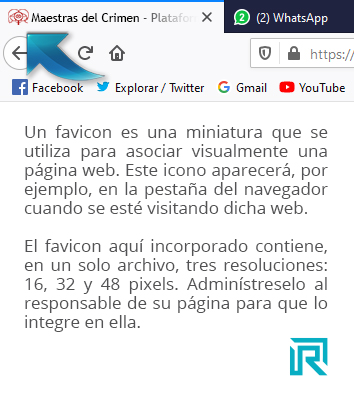 Maestras del Crimen - Platafor
(2) WhatsApp
https://
Facebook Explorar / Twitter Gmail YouTube
Un favicon es una miniatura que se
utiliza para asociar visualmente una
página web. Este icono aparecerá, por
ejemplo, en la pestaña del navegador
cuando se esté visitando dicha web.
El favicon aquí incorporado contiene,
en un solo archivo, tres resoluciones:
16, 32 y 48 pixels. Adminístreselo al
responsable de su página para que lo
integre en ella.